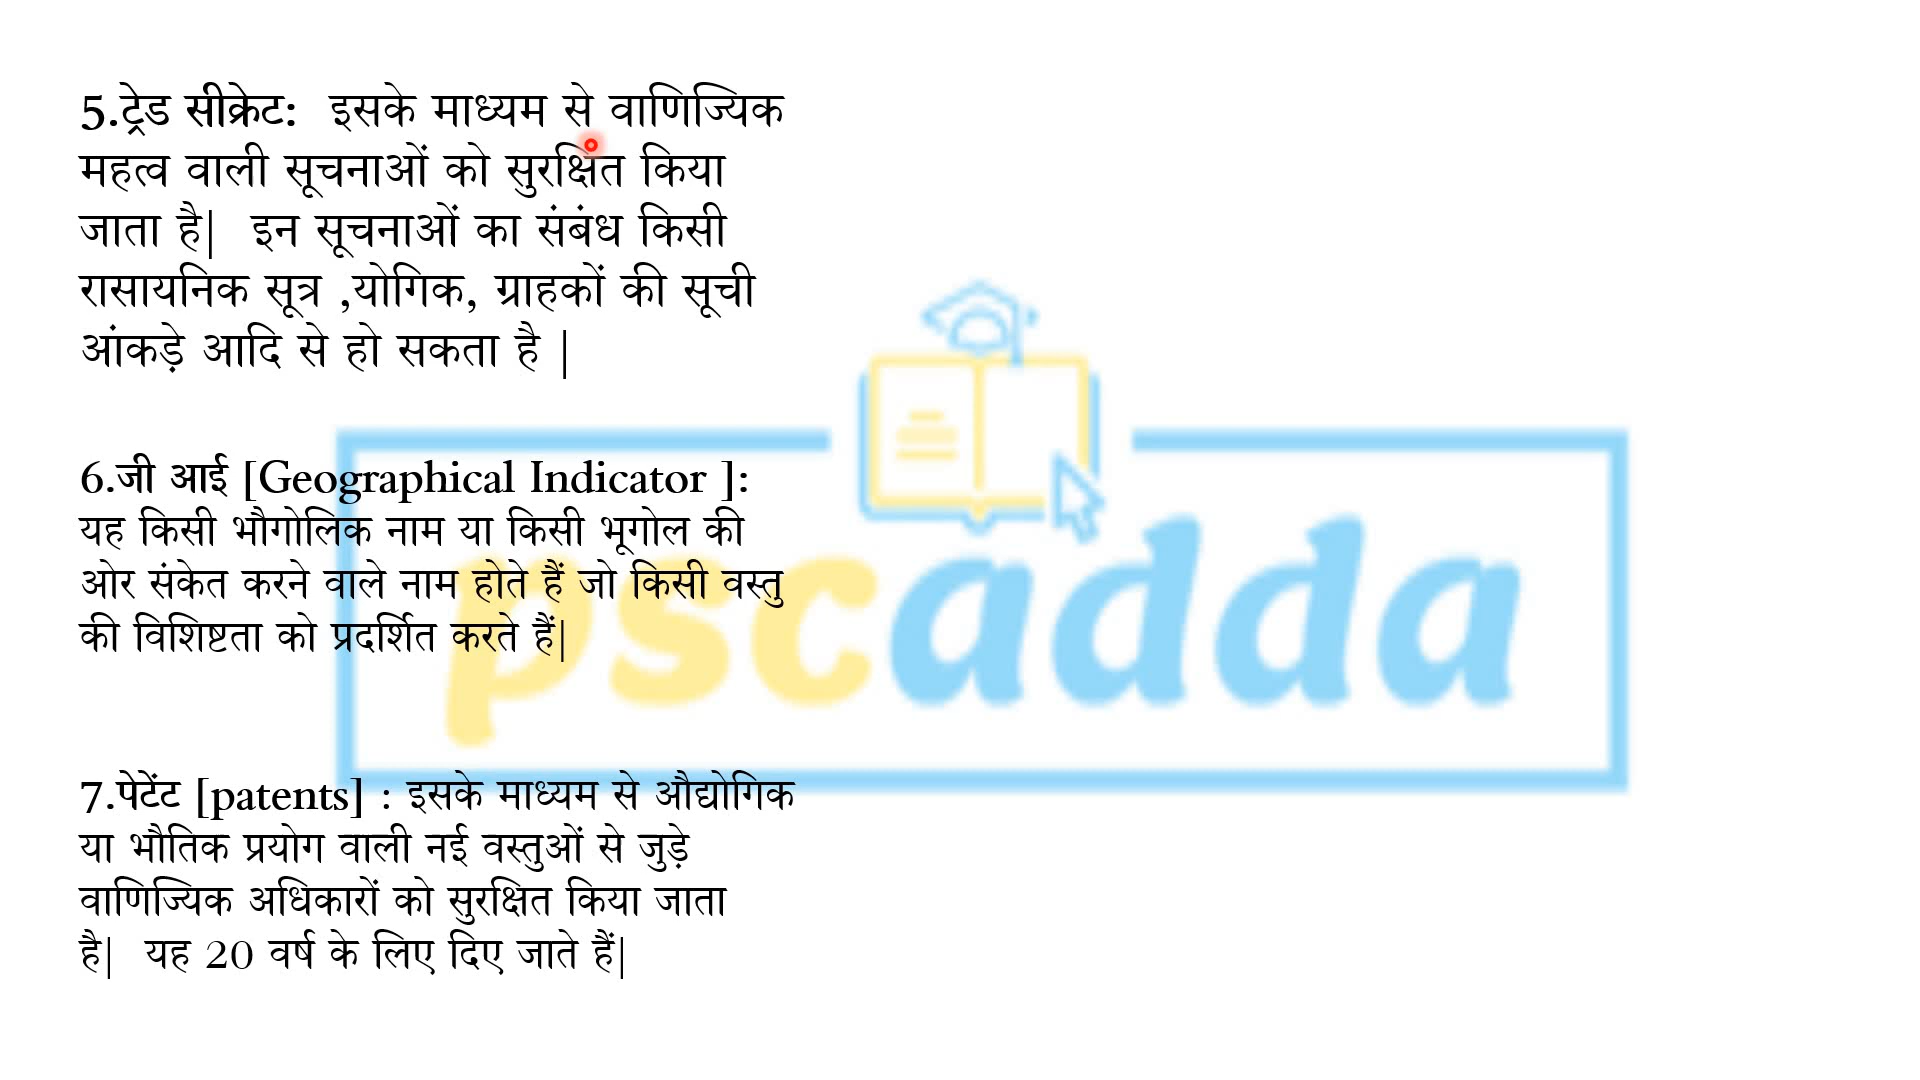 5.ट्रेड सीक्रेट: इसके माध्यम से वाणिज्यिक
महत्व वाली सूचनाओं को सुरक्षित किया
जाता है| इन सूचनाओं का संबंध किसी
रासायनिक सूत्र ,योगिक, ग्राहकों की सूची
आंकड़े आदि से हो सकता है |
6.जी आई [Geographical Indicator ]:
यह किसी भौगोलिक नाम या किसी भूगोल की
ओर संकेत करने वाले नाम होते हैं जो किसी वस्तु
की विशिष्टता को प्रदर्शित करते हैं|
pscadda
7.पेटेंट [patents] : इसके माध्यम से औद्योगिक
या भौतिक प्रयोग वाली नई वस्तुओं से जुड़े
वाणिज्यिक अधिकारों को सुरक्षित किया जाता
है| यह 20 वर्ष के लिए दिए जाते हैं|